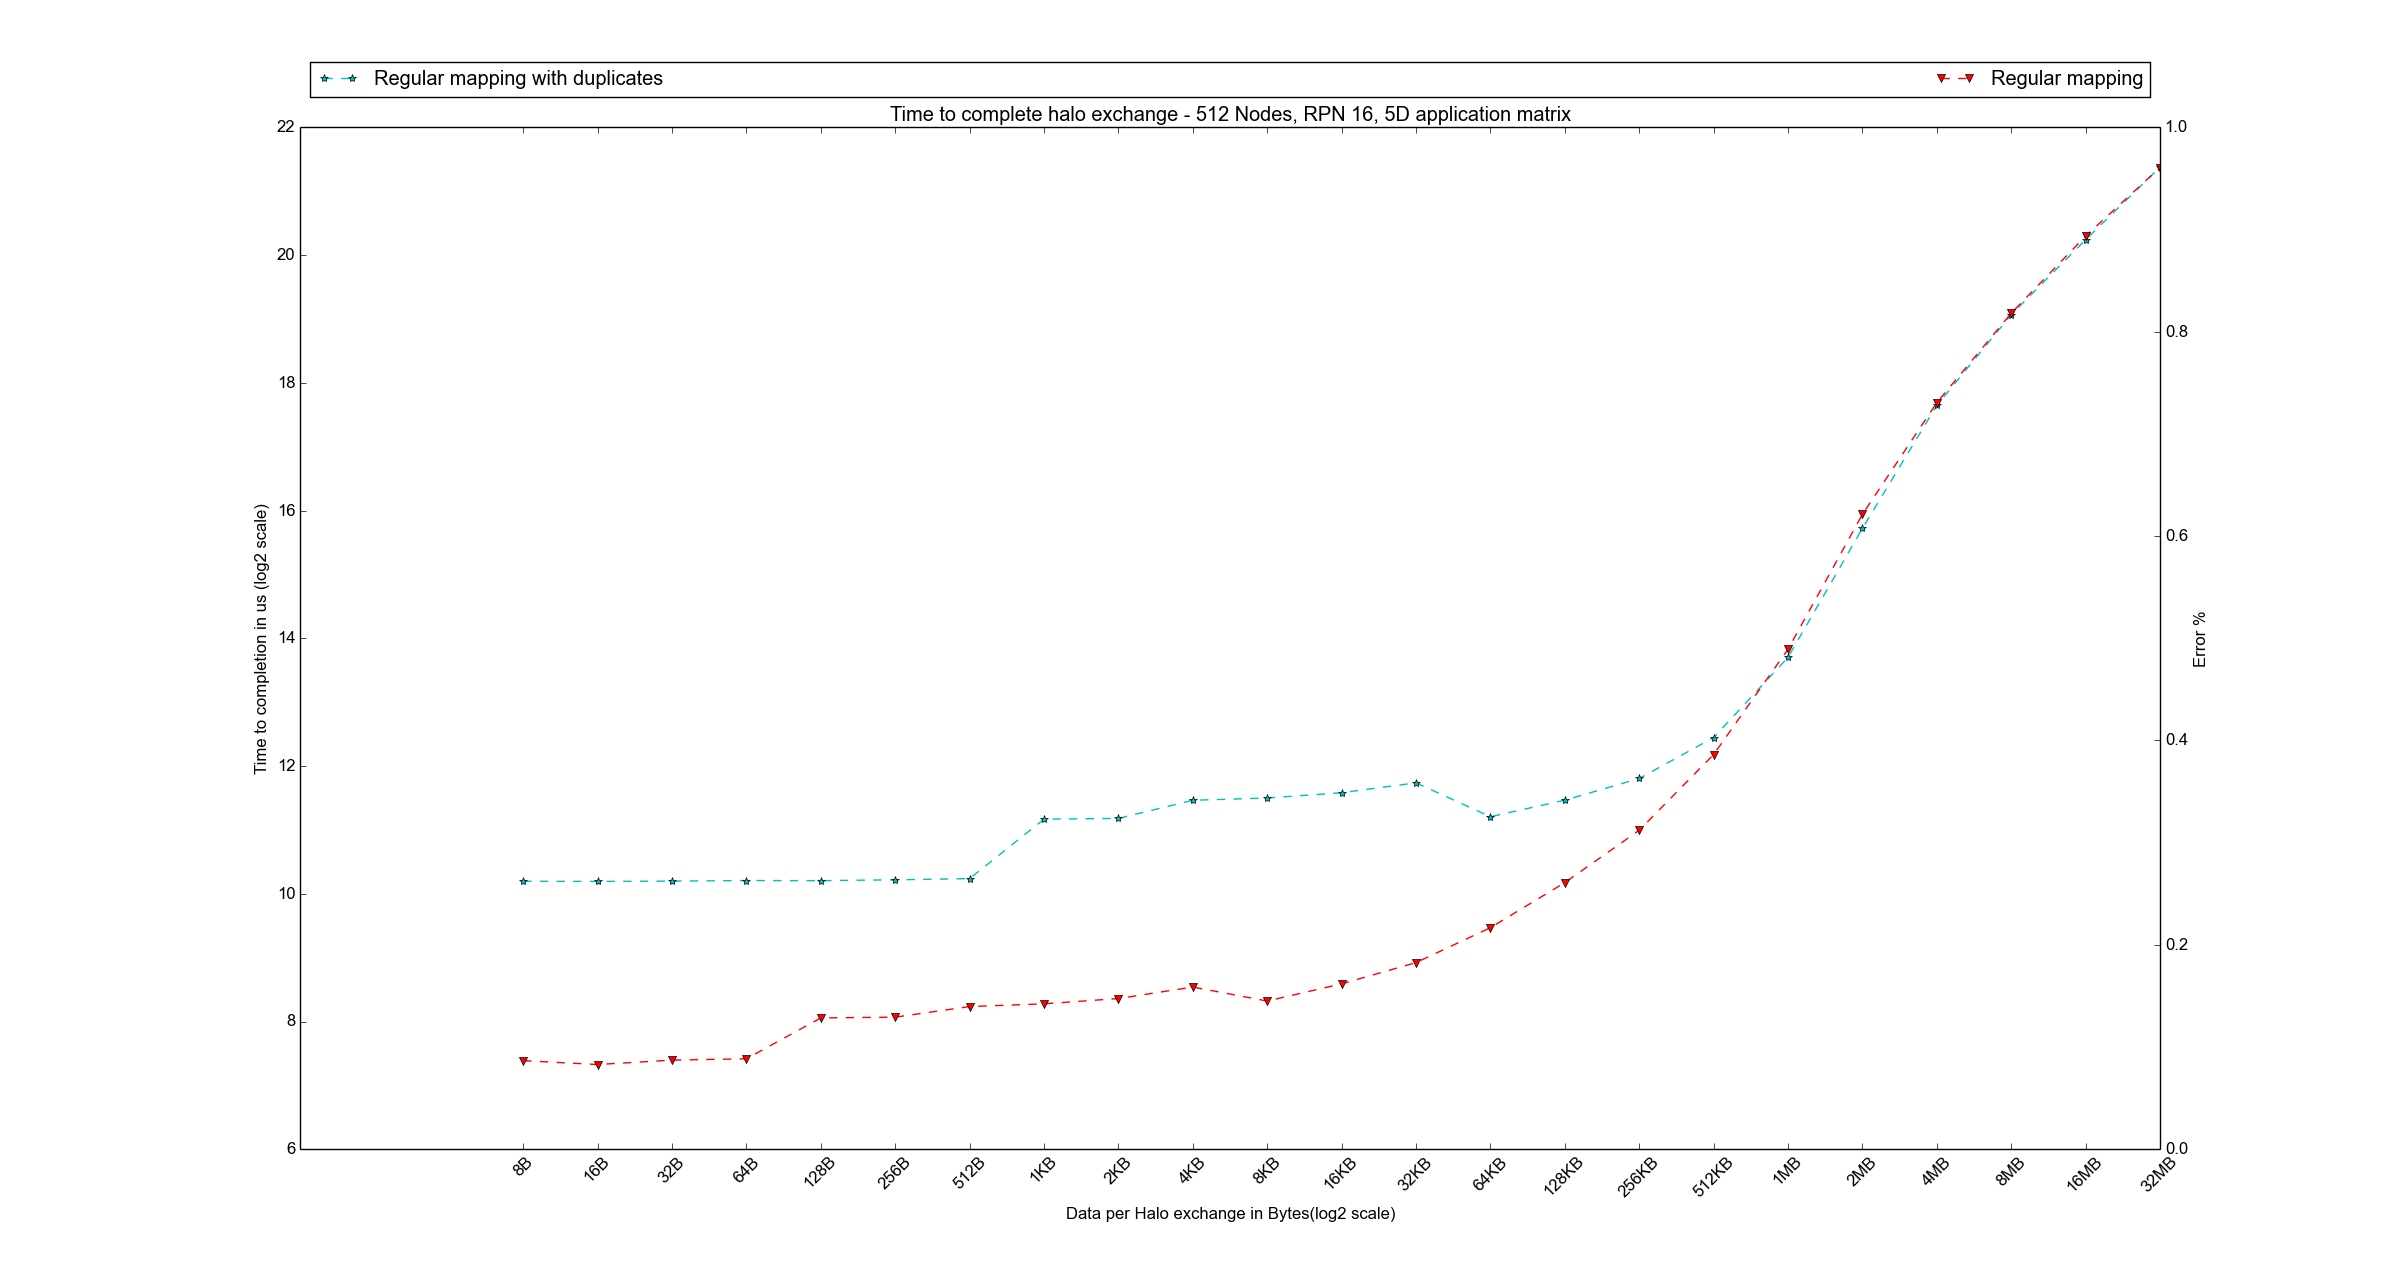 Regular mapping with duplicates
Regular mapping
Time to complete halo exchange - 512 Nodes, RPN 16, 5D application matrix
22
20
18
16
14
12
10
8
6
Time to completion in us (log2 scale)
1.0
0.8
0.6
0.4
0.2
0.0
Error %
8B
16B
32B
64B
128B
256B
512B
1KB
2KB
4KB
8KB
16KB
32KB
64KB
128KB
256KB
512KB
1MB
2MB
4MB
8MB
16MB
32MB
Data per Halo exchange in Bytes(log2 scale)